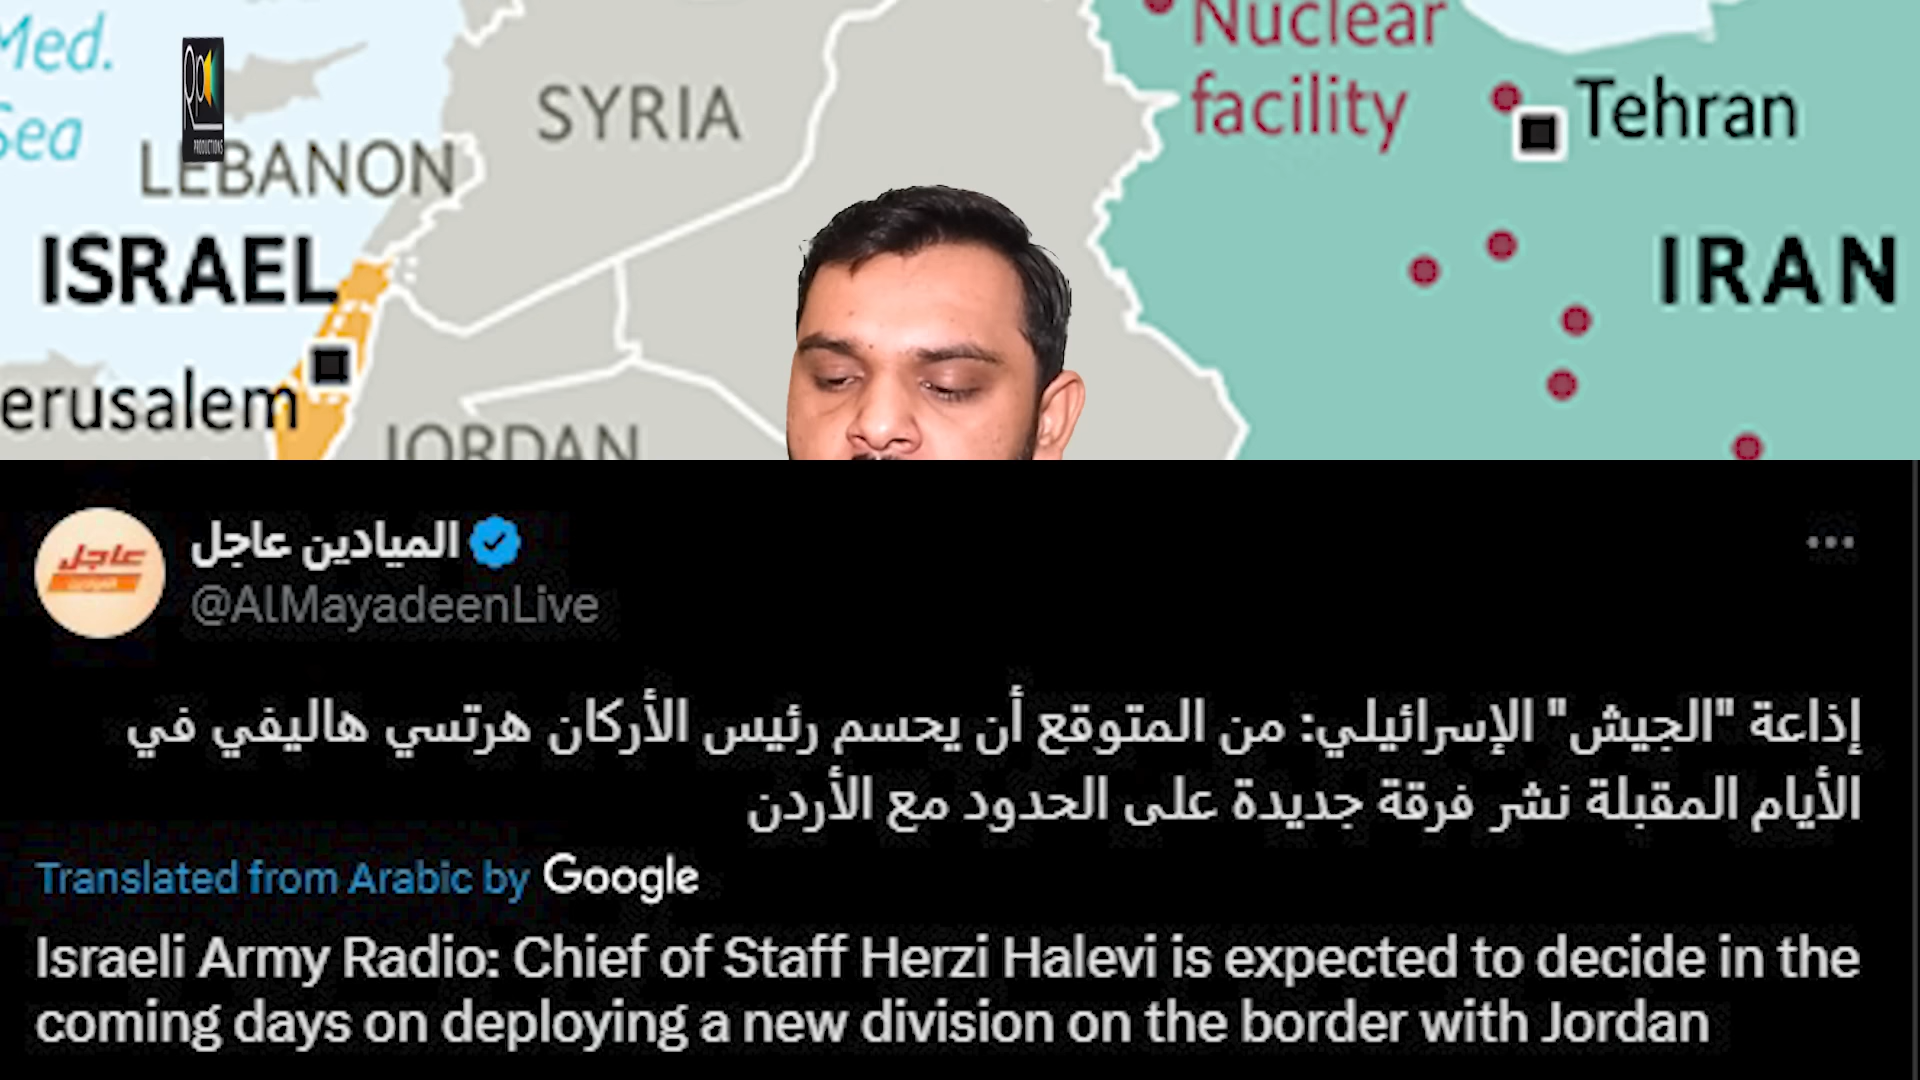 Med.
Sea
Nuclear
facility
SYRIA
Tehran
LEBANON
PRODUCTIONS
ISRAEL
IRAN
erusalem
JORDAN
عاجل
الميادين
الميادين عاجل
@AlMayadeenLive
إذاعة "الجيش" الإسرائيلي: من المتوقع أن يحسم رئيس الأركان هرتسي هاليفي في
الأيام المقبلة نشر فرقة جديدة على الحدود مع الأردن
Translated from Arabic by Google
Israeli Army Radio: Chief of Staff Herzi Halevi is expected to decide in the
coming days on deploying a new division on the border with Jordan